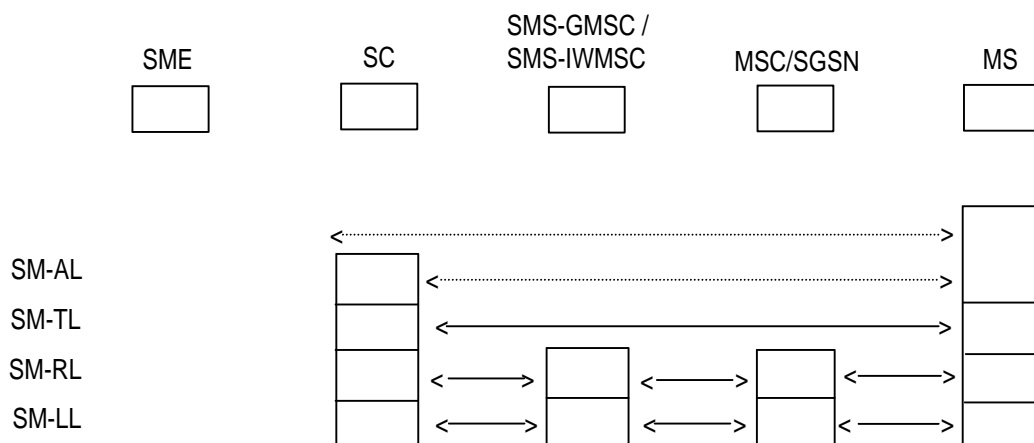 SME
SC
SMS-GMSC /
SMS-IWMSC
MSC/SGSN
MS
SM-AL
SM-TL
SM-RL
SM-LL